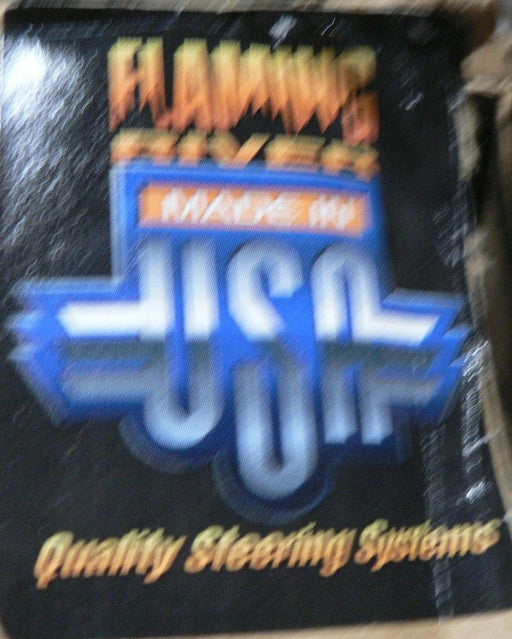 FLAMING
RIVER
MADE IN
USA
Quality Steering Systems